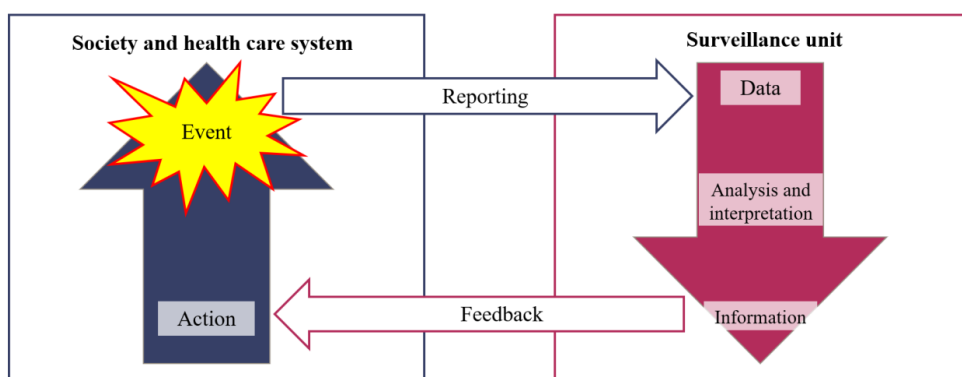 Society and health care system
Surveillance unit
Event
Reporting
Data
Analysis and
interpretation
Action
Feedback
Information